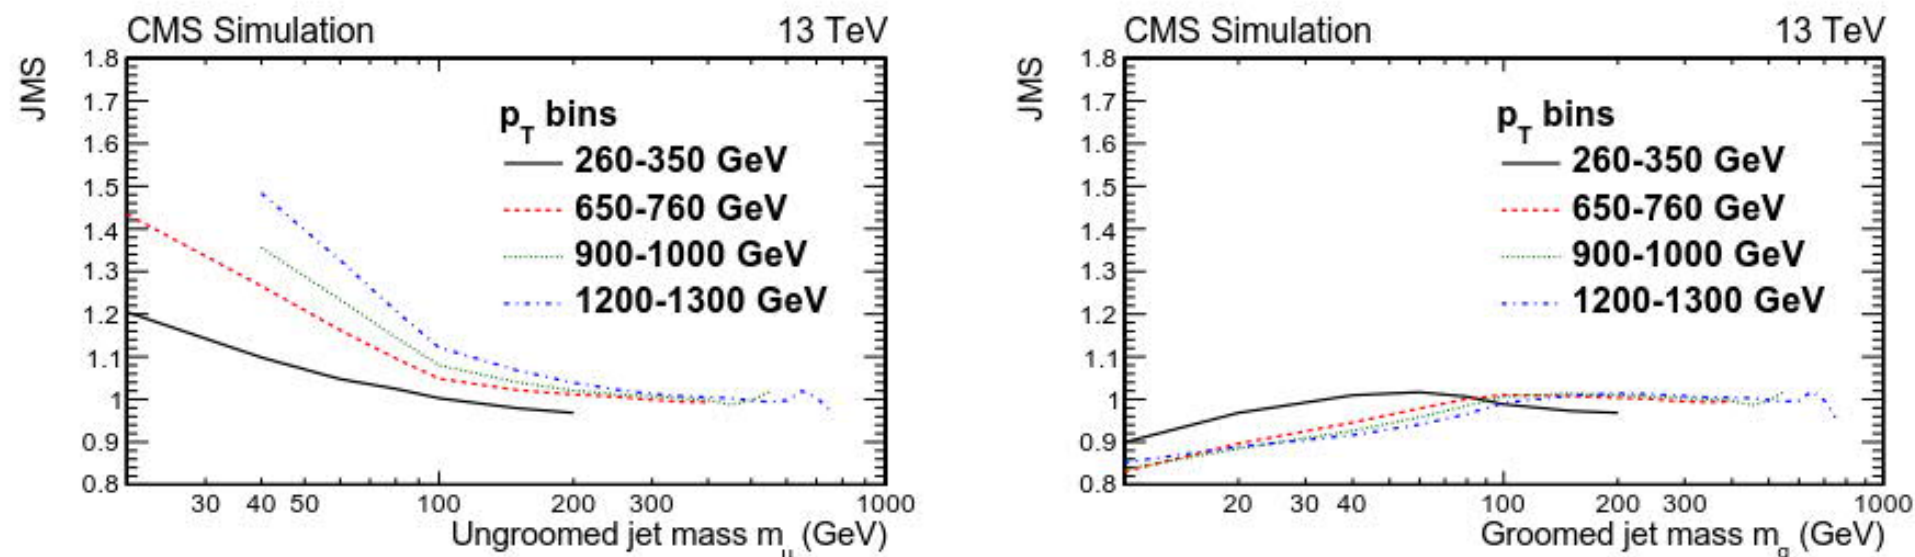 CMS Simulation 13 TeV
JMS
1.8
1.7
1.6
1.5
1.4
1.3
1.2
1.1
1
0.9
0.8
p_T bins
260-350 GeV
650-760 GeV
900-1000 GeV
1200-1300 GeV
30 40 50 100 200 300 1000
Ungroomed jet mass m_u (GeV)
CMS Simulation 13 TeV
JMS
1.8
1.7
1.6
1.5
1.4
1.3
1.2
1.1
1
0.9
0.8
p_T bins
260-350 GeV
650-760 GeV
900-1000 GeV
1200-1300 GeV
20 30 40 100 200 300 1000
Groomed jet mass m_g (GeV)